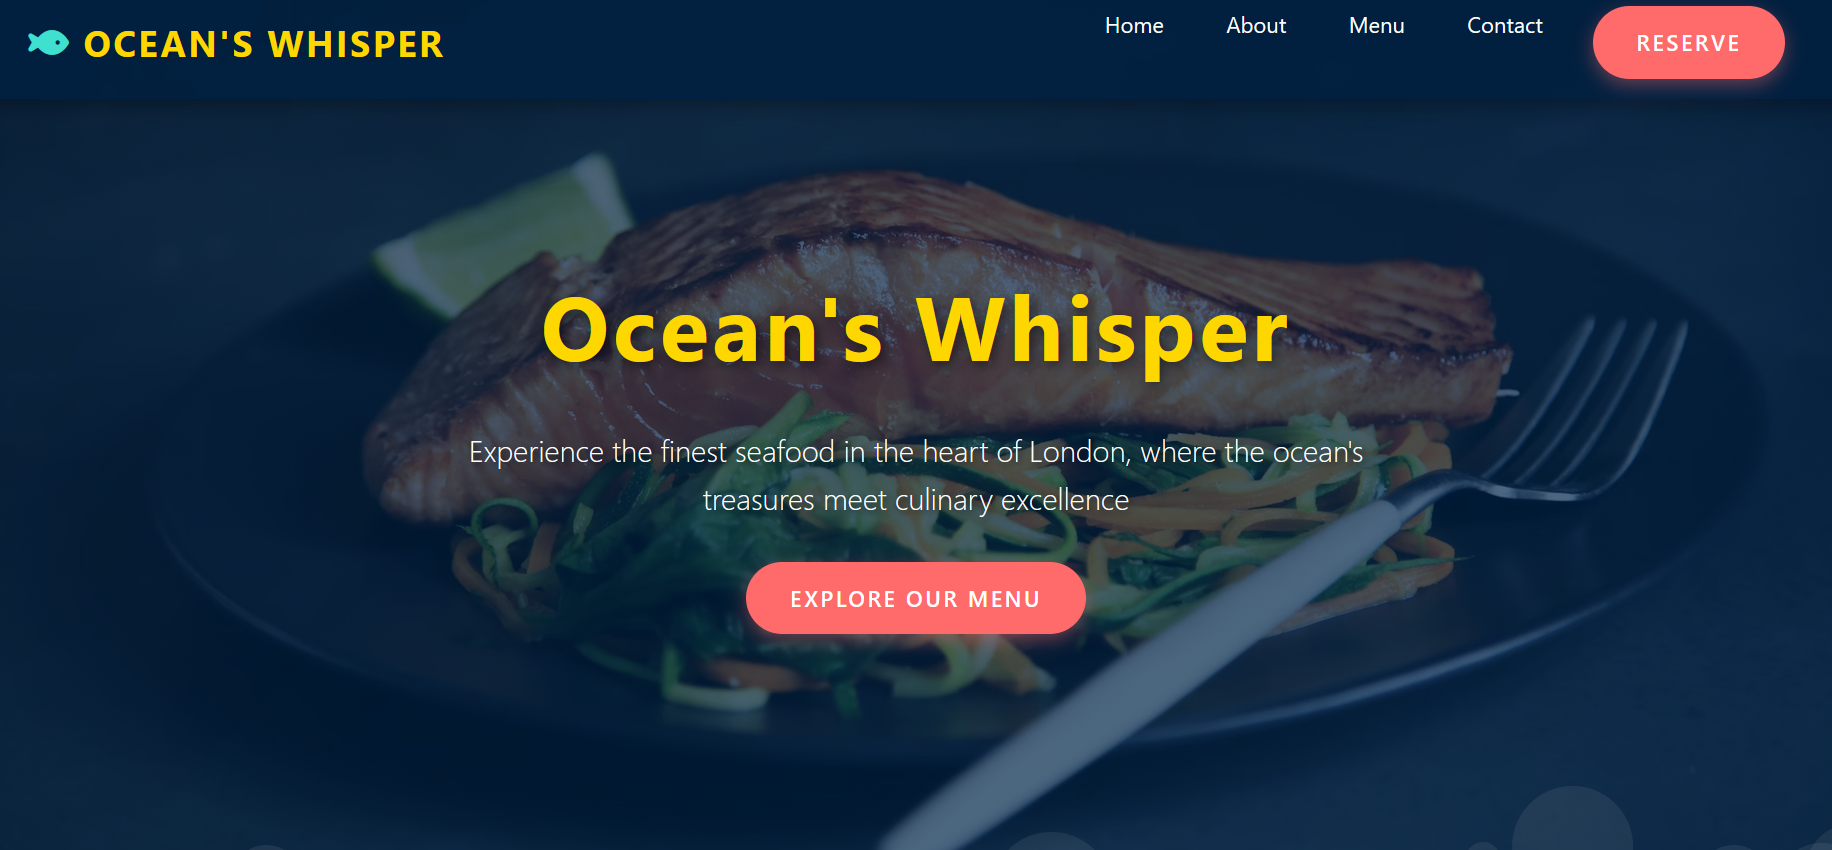 OCEAN'S WHISPER
Home
About
Menu
Contact
RESERVE
Ocean's Whisper
Experience the finest seafood in the heart of London, where the ocean's
treasures meet culinary excellence
EXPLORE OUR MENU